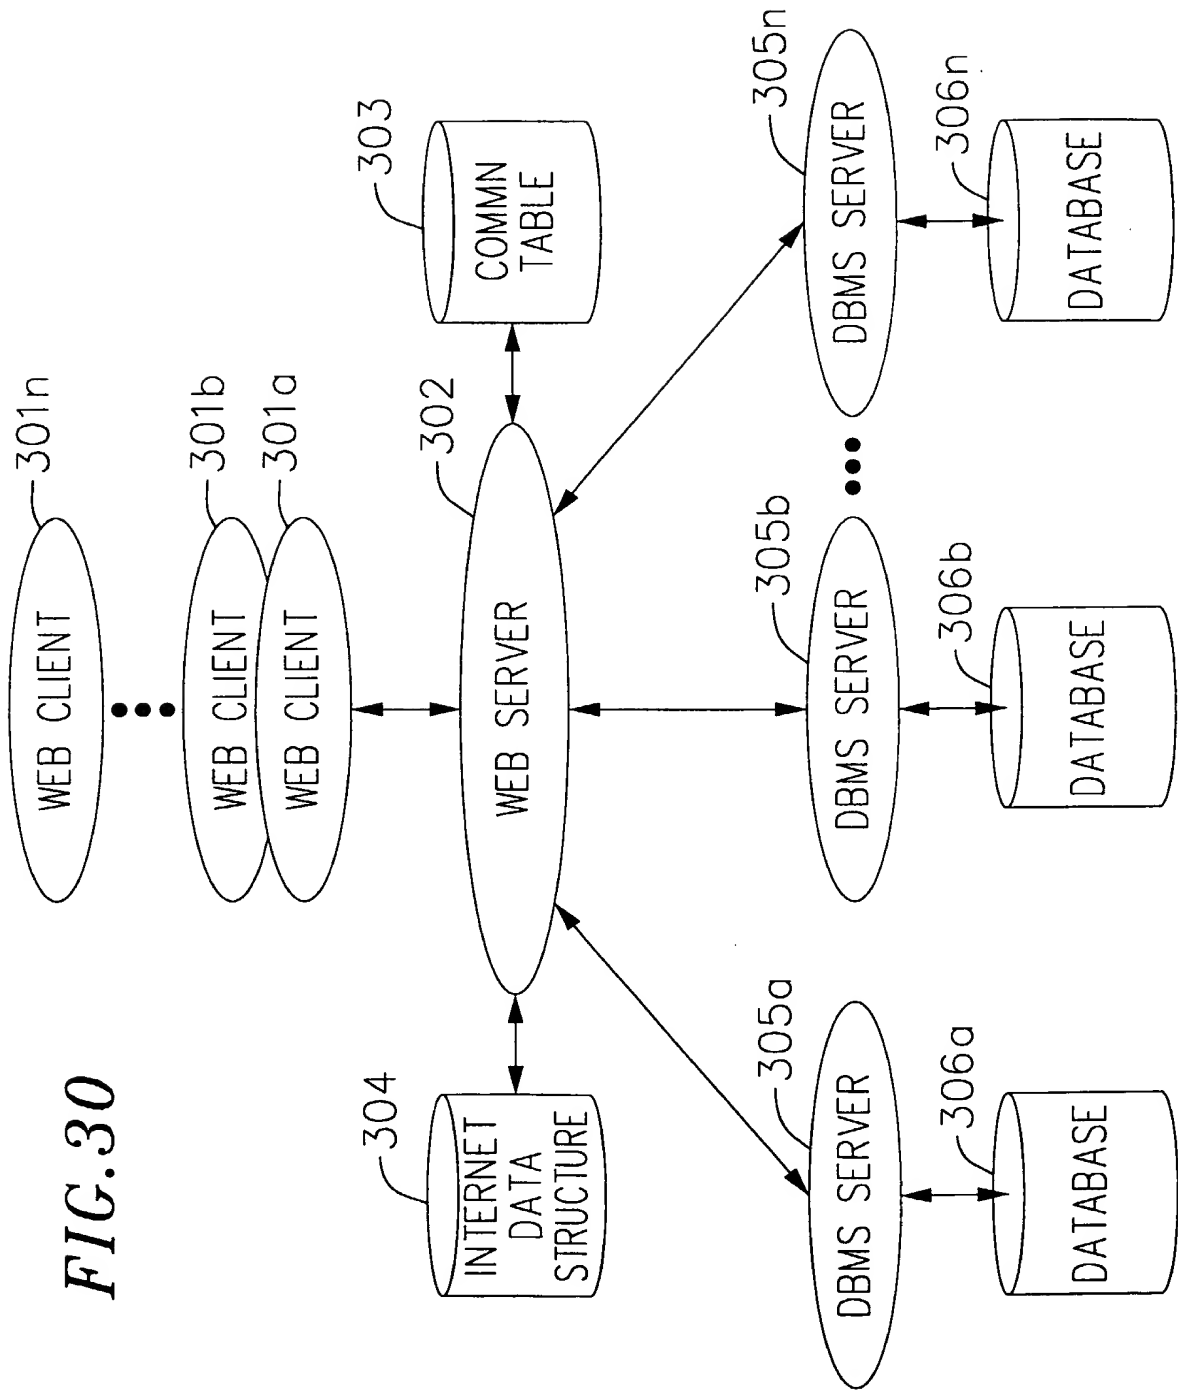 FIG.30
301n
WEB CLIENT
301b
WEB CLIENT
301a
WEB CLIENT
304
INTERNET
DATA
STRUCTURE
302
WEB SERVER
303
COMMN
TABLE
305a
DBMS SERVER
305b
DBMS SERVER
305n
DBMS SERVER
306a
DATABASE
306b
DATABASE
306n
DATABASE